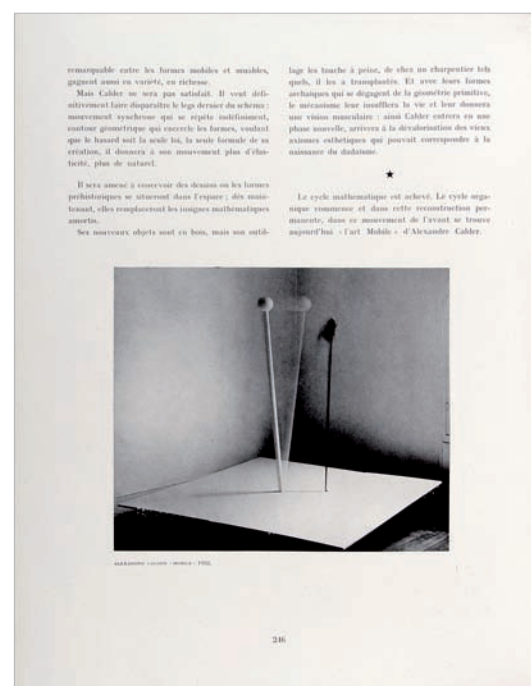 remarquable entre les formes mobiles et muables,
gagnent aussi en variété, en richesse.
Mais Calder ne sera pas satisfait. Il veut défi-
nitivement faire disparaître le legs dernier du schéma :
mouvement synchrone qui se répète indéfiniment,
contour géométrique qui encercle les formes, voulant
que le hasard soit la seule loi, la seule formule de sa
création, il donnera à son mouvement plus d'élas-
ticité, plus de naturel.
Il sera amené à concevoir des dessins où les formes
préhistoriques se situeront dans l'espace ; dès main-
tenant, elles remplaceront les insignes mathématiques
amortis.
Ses nouveaux objets sont en bois, mais son outil-
lage les touche à peine, de chez un charpentier tels
quels, il les a transplantés. Et avec leurs formes
archaïques qui se dégagent de la géométrie primitive,
le mécanisme leur insufflera la vie et leur donnera
une vision musculaire : ainsi Calder entrera en une
phase nouvelle, arrivera à la dévalorisation des vieux
axiomes esthétiques qui pouvait correspondre à la
naissance du dadaïsme.
★
Le cycle mathématique est achevé. Le cycle orga-
nique commence et dans cette reconstruction per-
manente, dans ce mouvement de l'avant se trouve
aujourd'hui « l'art Mobile » d'Alexandre Calder.
ALEXANDRE CALDER « MOBILE » 1932.
246